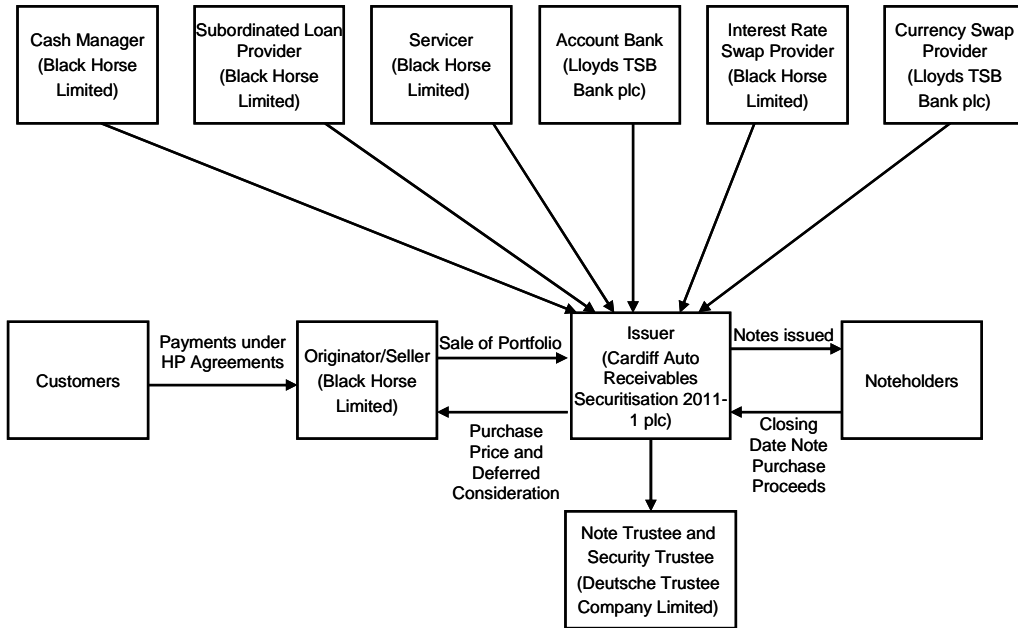 Cash Manager
(Black Horse
Limited)
Subordinated Loan
Provider
(Black Horse
Limited)
Servicer
(Black Horse
Limited)
Account Bank
(Lloyds TSB
Bank plc)
Interest Rate
Swap Provider
(Black Horse
Limited)
Currency Swap
Provider
(Lloyds TSB
Bank plc)
Customers
Payments under
HP Agreements
Originator/Seller
(Black Horse
Limited)
Sale of Portfolio
Purchase
Price and
Deferred
Consideration
Issuer
(Cardiff Auto
Receivables
Securitisation 2011-
1 plc)
Notes issued
Closing
Date Note
Purchase
Proceeds
Noteholders
Note Trustee and
Security Trustee
(Deutsche Trustee
Company Limited)